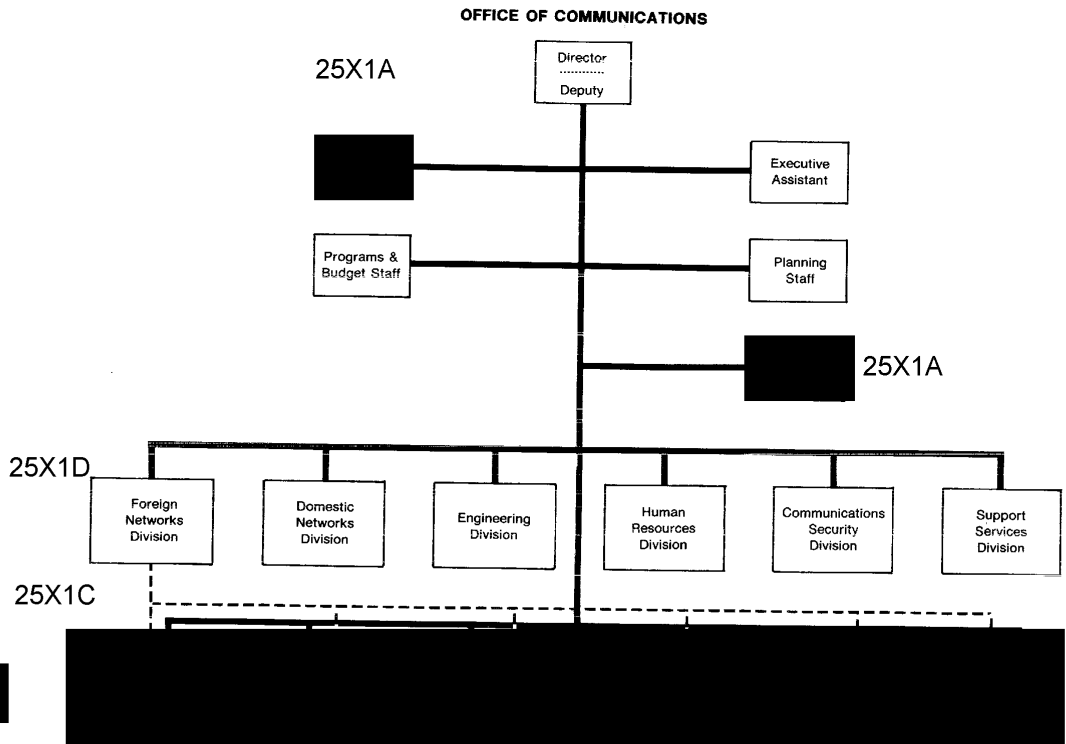 OFFICE OF COMMUNICATIONS
Director
Deputy
25X1A
Executive
Assistant
Programs &
Budget Staff
Planning
Staff
25X1A
25X1D
Foreign
Networks
Division
Domestic
Networks
Division
Engineering
Division
Human
Resources
Division
Communications
Security
Division
Support
Services
Division
25X1C